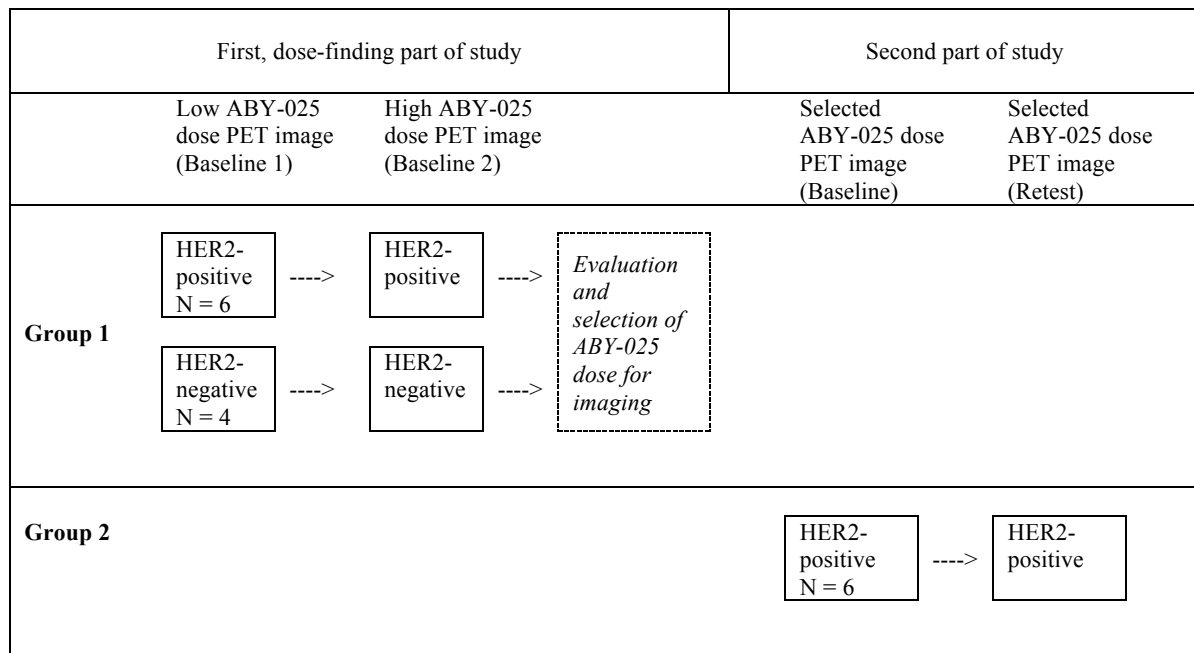 First, dose-finding part of study
Second part of study
Low ABY-025
dose PET image
(Baseline 1)
High ABY-025
dose PET image
(Baseline 2)
Selected
ABY-025 dose
PET image
(Baseline)
Selected
ABY-025 dose
PET image
(Retest)
Group 1
HER2-
positive
N = 6
---->
HER2-
positive
---->
HER2-
negative
N = 4
---->
HER2-
negative
---->
Evaluation
and
selection of
ABY-025
dose for
imaging
Group 2
HER2-
positive
N = 6
---->
HER2-
positive